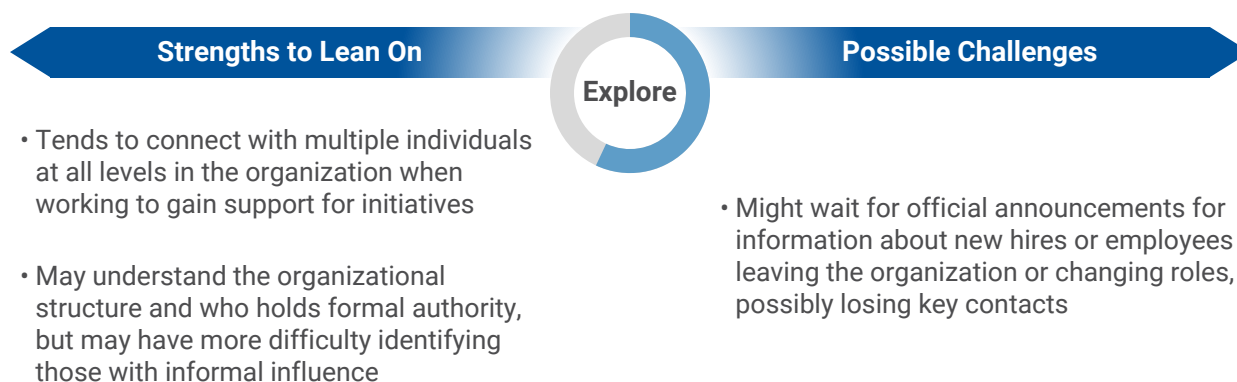 Strengths to Lean On
Explore
Possible Challenges
• Tends to connect with multiple individuals
at all levels in the organization when
working to gain support for initiatives
• May understand the organizational
structure and who holds formal authority,
but may have more difficulty identifying
those with informal influence
• Might wait for official announcements for
information about new hires or employees
leaving the organization or changing roles,
possibly losing key contacts